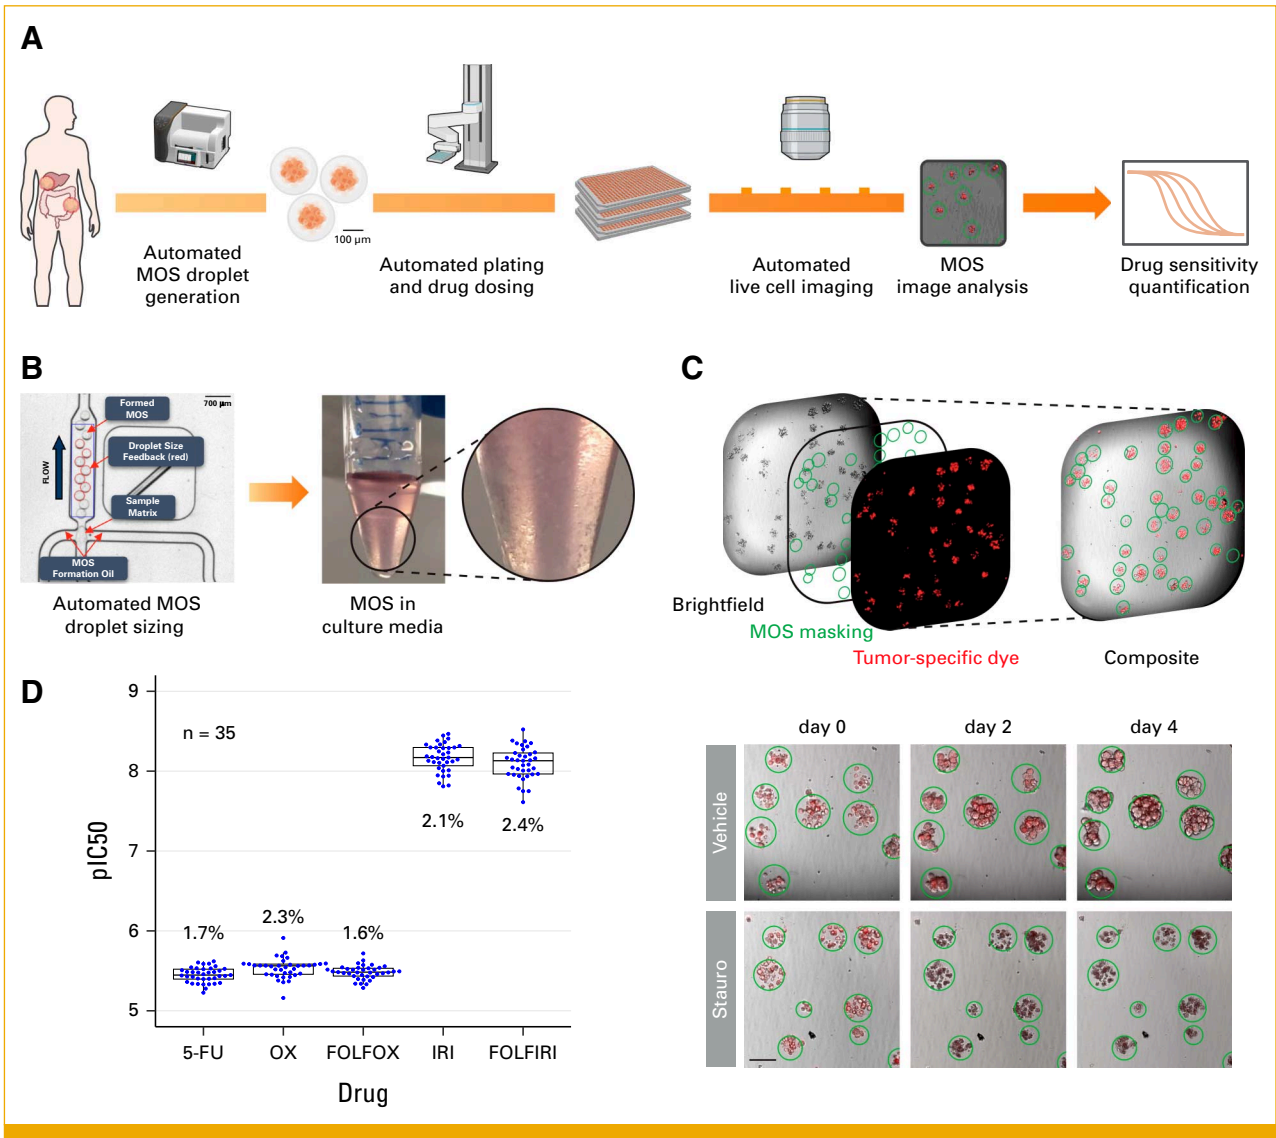 A
100 µm
Automated
MOS droplet
generation
Automated plating
and drug dosing
Automated
live cell imaging
MOS
image analysis
Drug sensitivity
quantification
B
Formed
MOS
700 µm
Droplet Size
Feedback (red)
FLOW
Sample
Matrix
MOS
Formation Oil
Automated MOS
droplet sizing
MOS in
culture media
C
Brightfield
MOS masking
Tumor-specific dye
Composite
day 0
day 2
day 4
Vehicle
Stauro
D
n = 35
9
8
7
6
5
pIC50
1.7%
2.3%
1.6%
2.1%
2.4%
5-FU
OX
FOLFOX
IRI
FOLFIRI
Drug